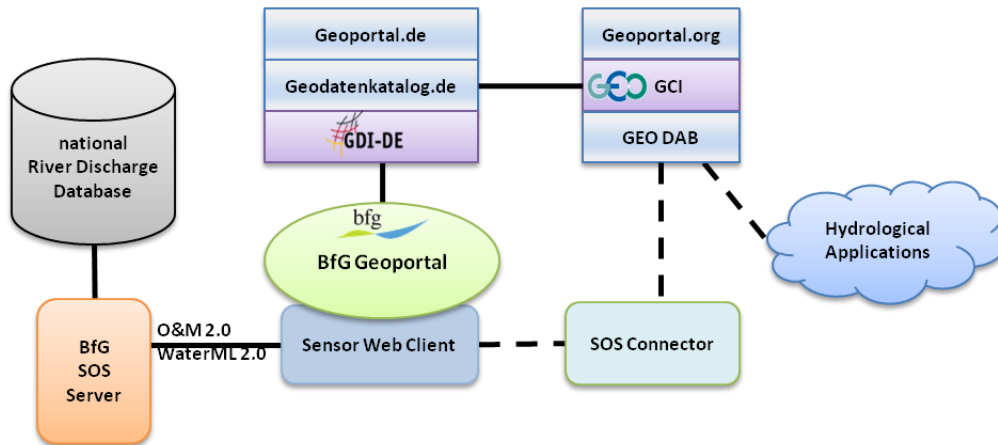 Geoportal.de
Geodatenkatalog.de
GDI-DE
Geoportal.org
GEO GCI
GEO DAB
national
River Discharge
Database
bfg
BfG Geoportal
Hydrological
Applications
BfG
SOS
Server
O&M 2.0
WaterML 2.0
Sensor Web Client
SOS Connector